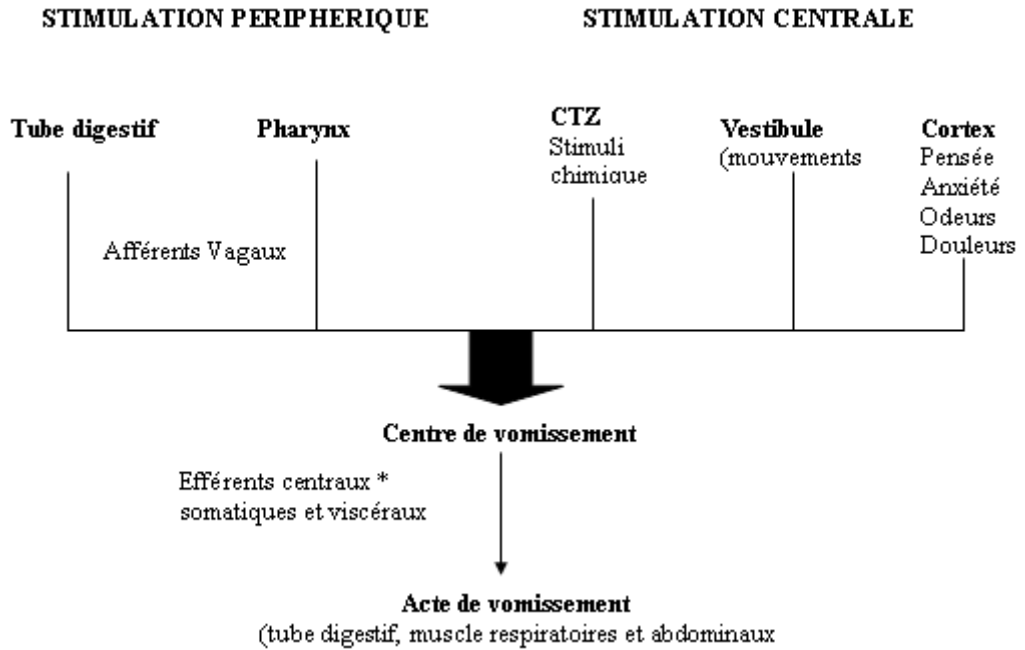 STIMULATION PERIPHERIQUE
STIMULATION CENTRALE
Tube digestif
Pharynx
CTZ
Stimuli
chimique
Vestibule
(mouvements
Cortex
Pensée
Anxiété
Odeurs
Douleurs
Afférents Vagaux
Centre de vomissement
Efférents centraux *
somatiques et viscéraux
Acte de vomissement
(tube digestif, muscle respiratoires et abdominaux